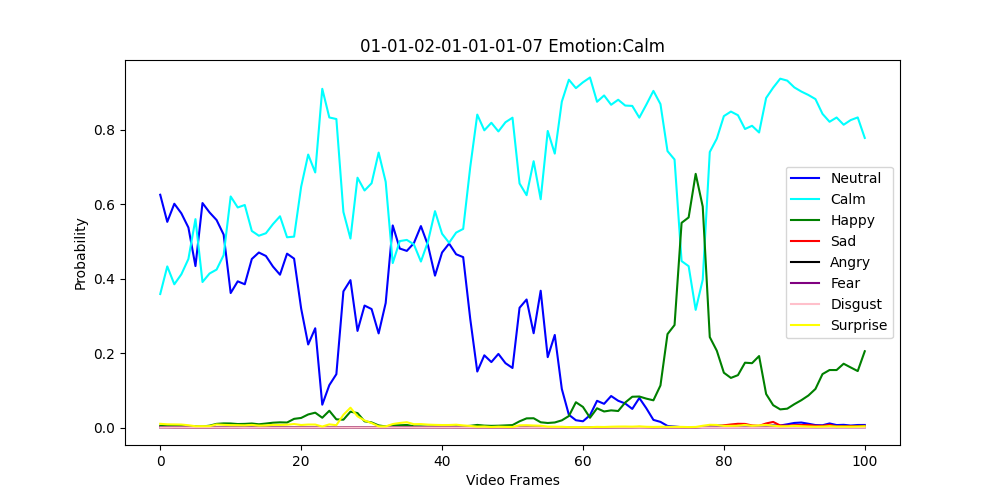 01-01-02-01-01-01-07 Emotion:Calm
Probability
0.8
0.6
0.4
0.2
0.0
0
20
40
60
80
100
Video Frames
Neutral
Calm
Happy
Sad
Angry
Fear
Disgust
Surprise